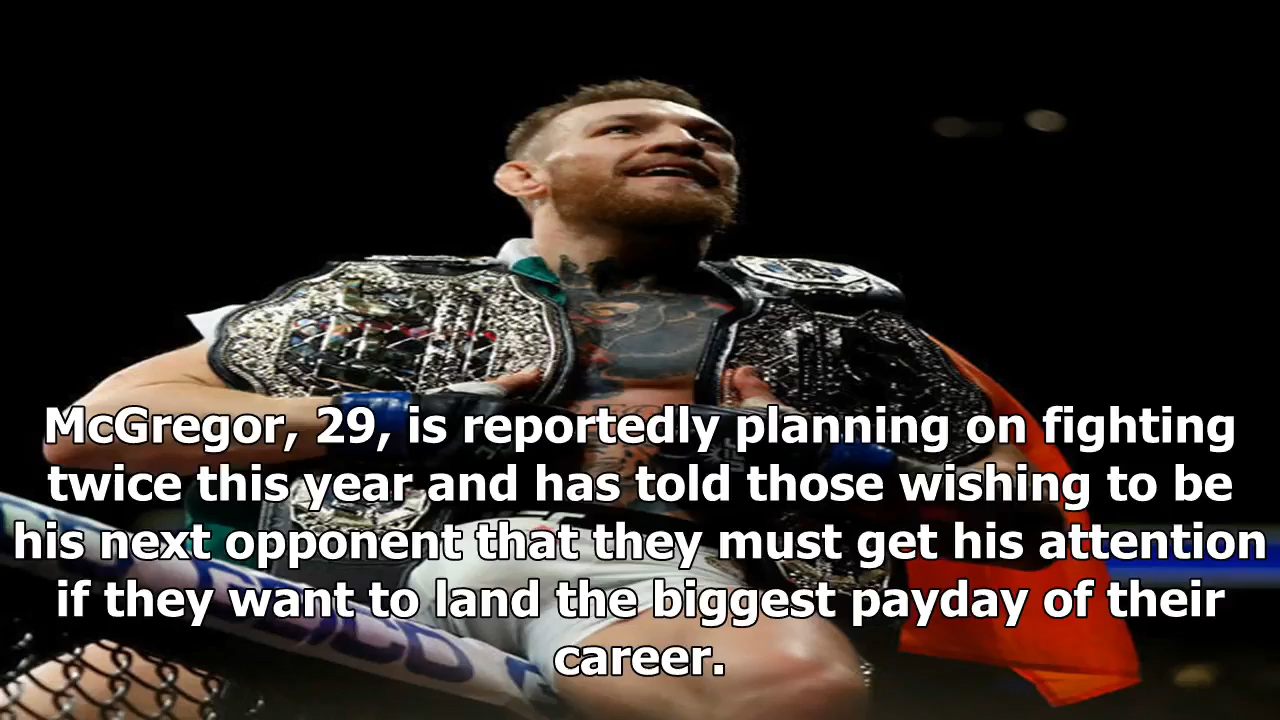 McGregor, 29, is reportedly planning on fighting
twice this year and has told those wishing to be
his next opponent that they must get his attention
if they want to land the biggest payday of their
career.
GEICO